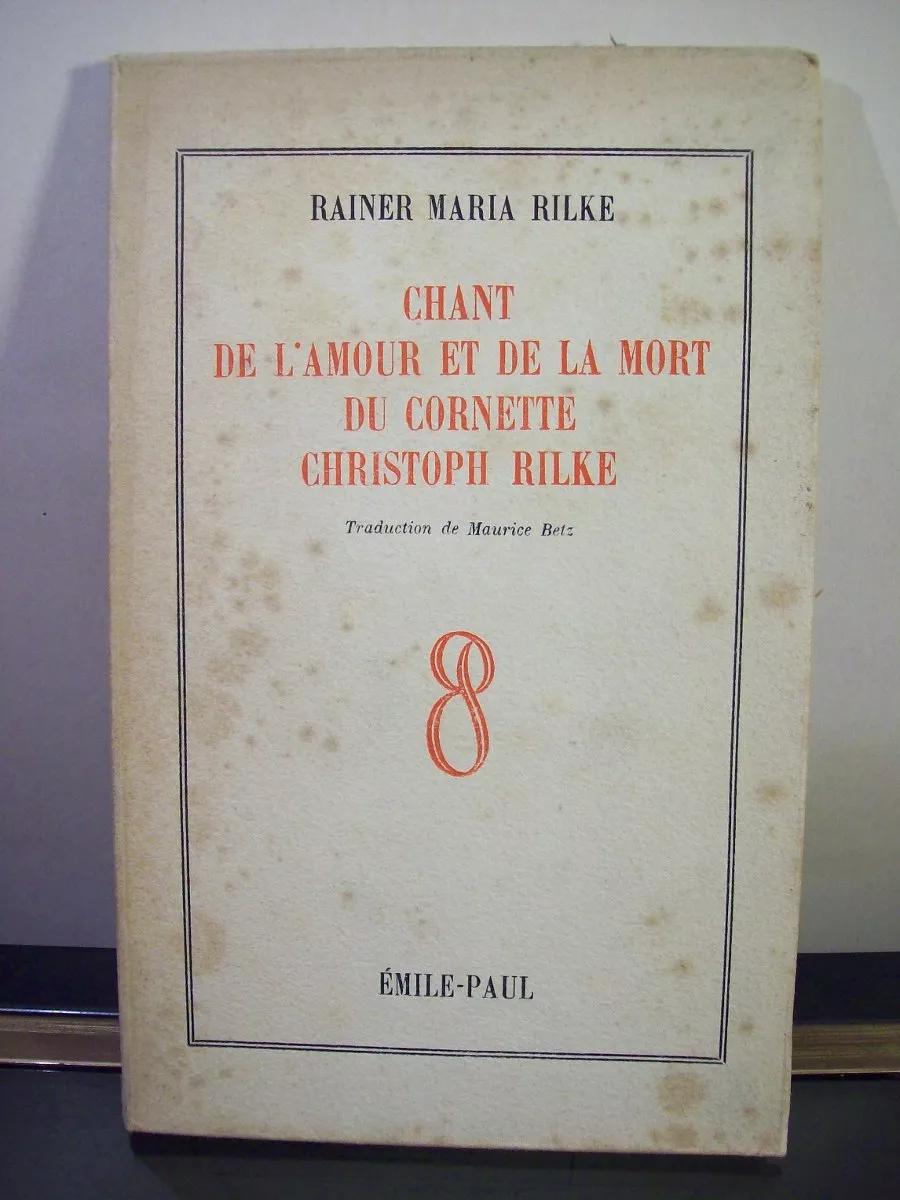 RAINER MARIA RILKE
CHANT
DE L'AMOUR ET DE LA MORT
DU CORNETTE
CHRISTOPH RILKE
Traduction de Maurice Betz
ÉMILE-PAUL